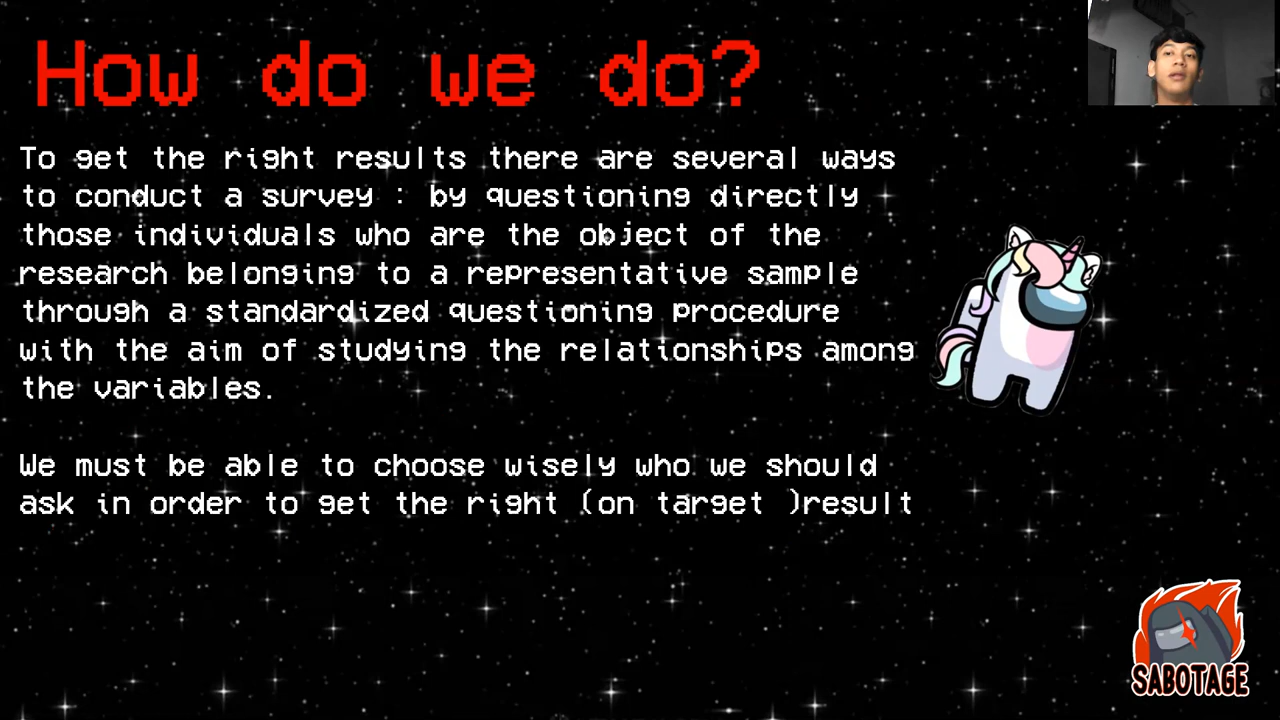 How do we do?
To get the right results there are several ways
to conduct a survey : by questioning directly
those individuals who are the object of the
research belonging to a representative sample
through a standardized questioning procedure
with the aim of studying the relationships among
the variables.
We must be able to choose wisely who we should
ask in order to get the right (on target )result
SABOTAGE